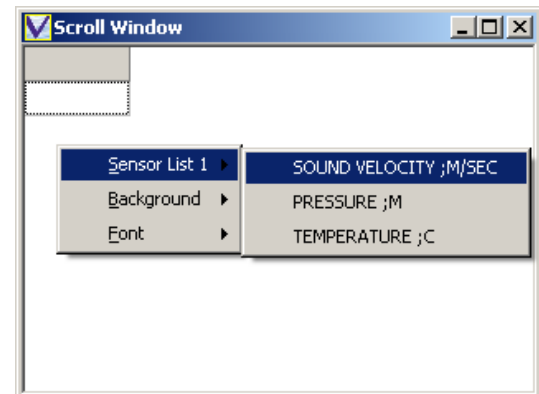 Scroll Window
Sensor List 1
Background
Font
SOUND VELOCITY ;M/SEC
PRESSURE ;M
TEMPERATURE ;C